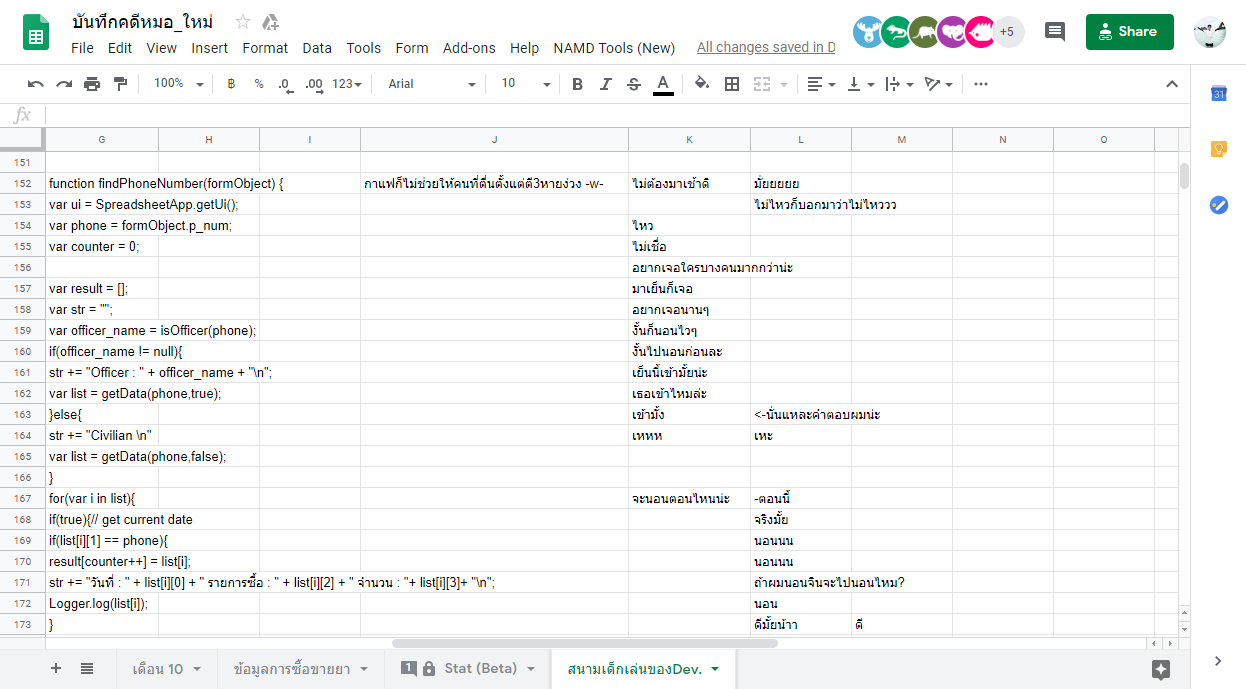 บันทึกคดีหมอ_ใหม่
File Edit View Insert Format Data Tools Form Add-ons Help NAMD Tools (New) All changes saved in D
+5
Share
100% ฿ % .0 .00 123 Arial 10 B I S A
31
fx
G H I J K L M N O
151
152 function findPhoneNumber(formObject) { กาแฟก็ไม่ช่วยให้คนที่ตื่นตั้งแต่ตี3หายง่วง -w- ไม่ต้องมาเช้าดิ มั่ยยยย
153 var ui = SpreadsheetApp.getUi(); ไม่ไหวก็บอกมาว่าไม่ไหววว
154 var phone = formObject.p_num; ไหว
155 var counter = 0; ไม่เชื่อ
156 อยากเจอใครบางคนมากกว่าน่ะ
157 var result = []; มาเย็นก็เจอ
158 var str = ""; อยากเจอนานๆ
159 var officer_name = isOfficer(phone); งั้นก็นอนไวๆ
160 if(officer_name != null){ งั้นไปนอนก่อนละ
161 str += "Officer : " + officer_name + "\n"; เย็นนี้เข้ามั้ยน่ะ
162 var list = getData(phone,true); เธอเข้าไหมล่ะ
163 }else{ เข้ามั้ง <-นั่นแหละคำตอบผมน่ะ
164 str += "Civilian \n" เหหห เหะ
165 var list = getData(phone,false);
166 }
167 for(var i in list){ จะนอนตอนไหนน่ะ -ตอนนี้
168 if(true){// get current date จริงมั้ย
169 if(list[i][1] == phone){ นอนนน
170 result[counter++] = list[i]; นอนนน
171 str += "วันที่ : " + list[i][0] + " รายการซื้อ : " + list[i][2] + " จำนวน : "+ list[i][3]+ "\n"; ถ้าผมนอนจินจะไปนอนไหม?
172 Logger.log(list[i]); นอน
173 } ดีมั้ยน้าา ดี
เดือน 10 ข้อมูลการซื้อขายยา 1 Stat (Beta) สนามเด็กเล่นของDev.